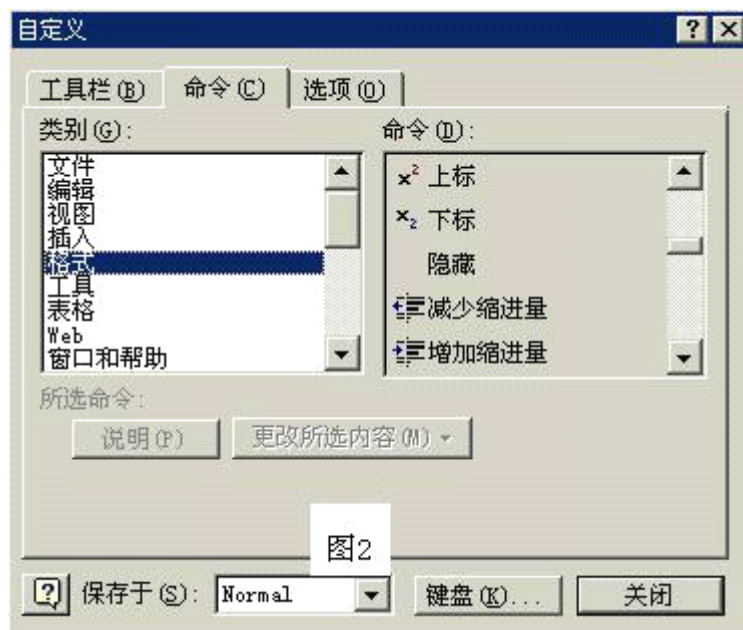 自定义
工具栏(B) 命令(C) 选项(O)
类别(G):
命令(D):
文件
编辑
视图
插入
格式
工具
表格
Web
窗口和帮助
x² 上标
x₂ 下标
隐藏
减少缩进量
增加缩进量
所选命令:
说明(P) 更改所选内容(M)
图2
保存于(S): Normal 键盘(K)... 关闭